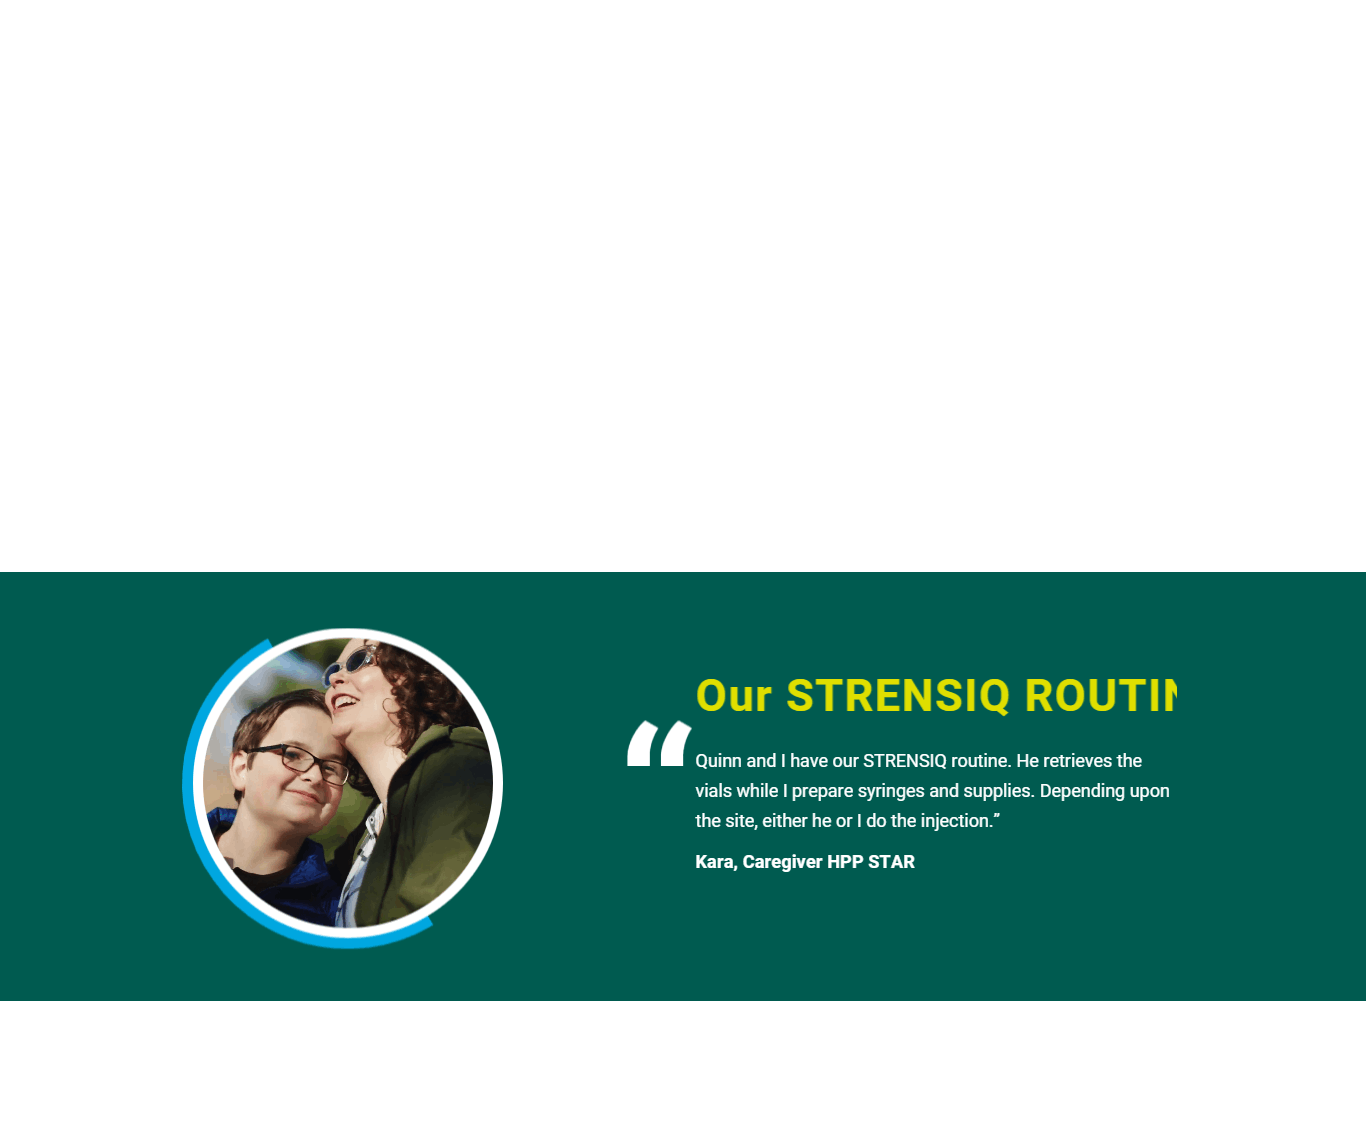 Our STRENSIQ ROUTIN
“
Quinn and I have our STRENSIQ routine. He retrieves the
vials while I prepare syringes and supplies. Depending upon
the site, either he or I do the injection.”
Kara, Caregiver HPP STAR